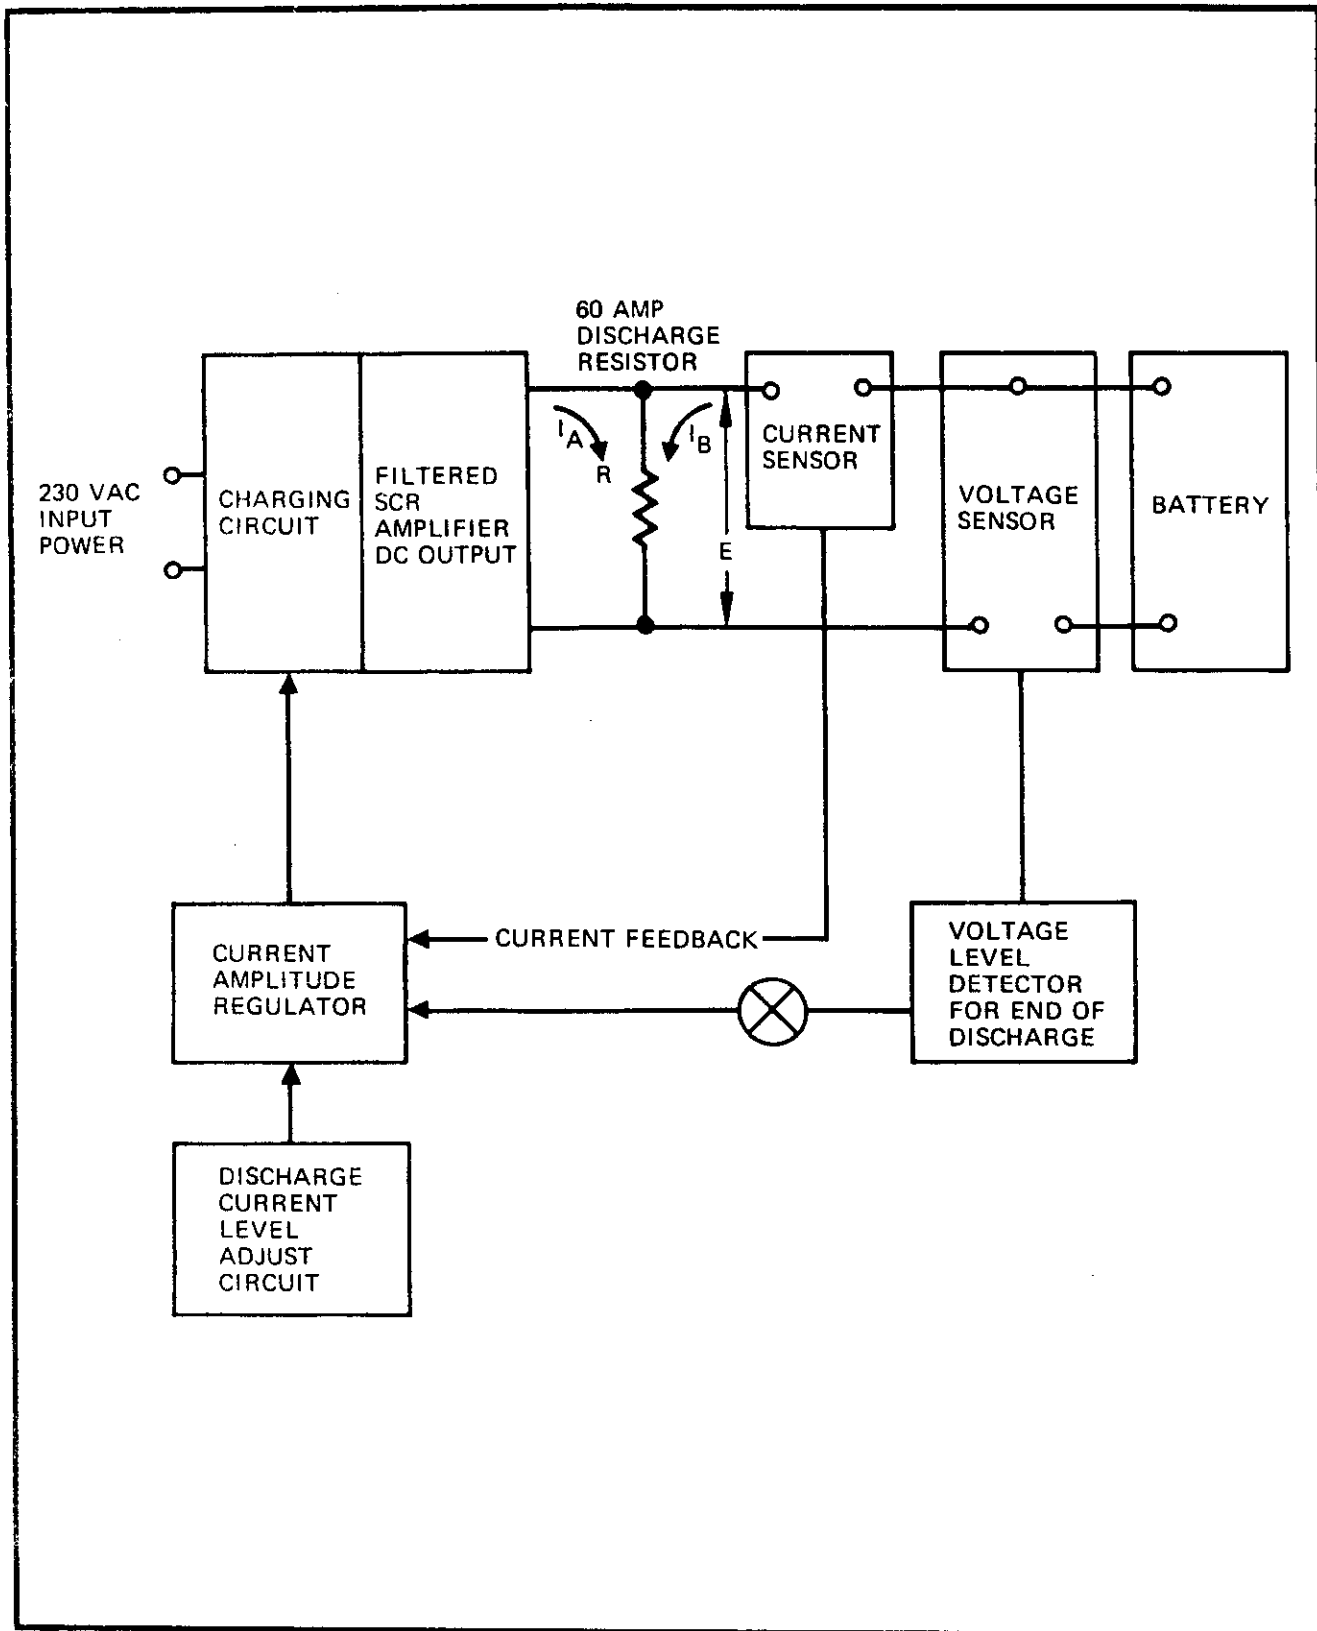 60 AMP
DISCHARGE
RESISTOR
230 VAC
INPUT
POWER
CHARGING
CIRCUIT
FILTERED
SCR
AMPLIFIER
DC OUTPUT
IA
R
IB
E
CURRENT
SENSOR
VOLTAGE
SENSOR
BATTERY
CURRENT
AMPLITUDE
REGULATOR
CURRENT FEEDBACK
VOLTAGE
LEVEL
DETECTOR
FOR END OF
DISCHARGE
DISCHARGE
CURRENT
LEVEL
ADJUST
CIRCUIT